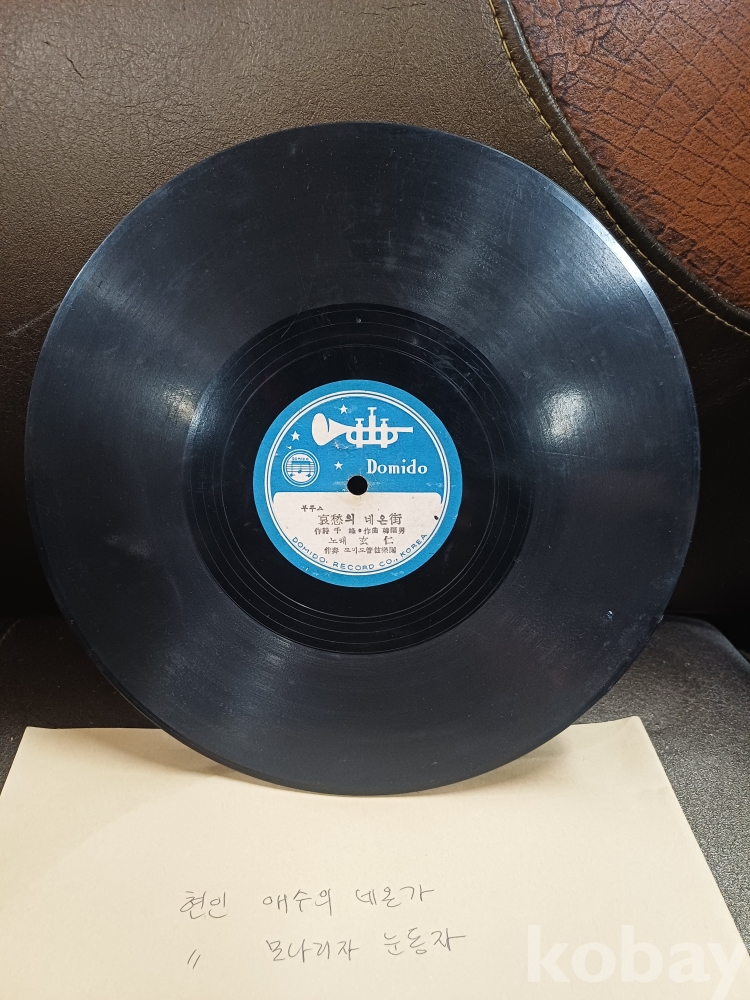 Domido
부루스
哀愁의 네온街
노래 玄仁
DOMIDO. RECORD CO., KOREA
현인 애수의 네온가
〃 모나리자 눈동자
kobay